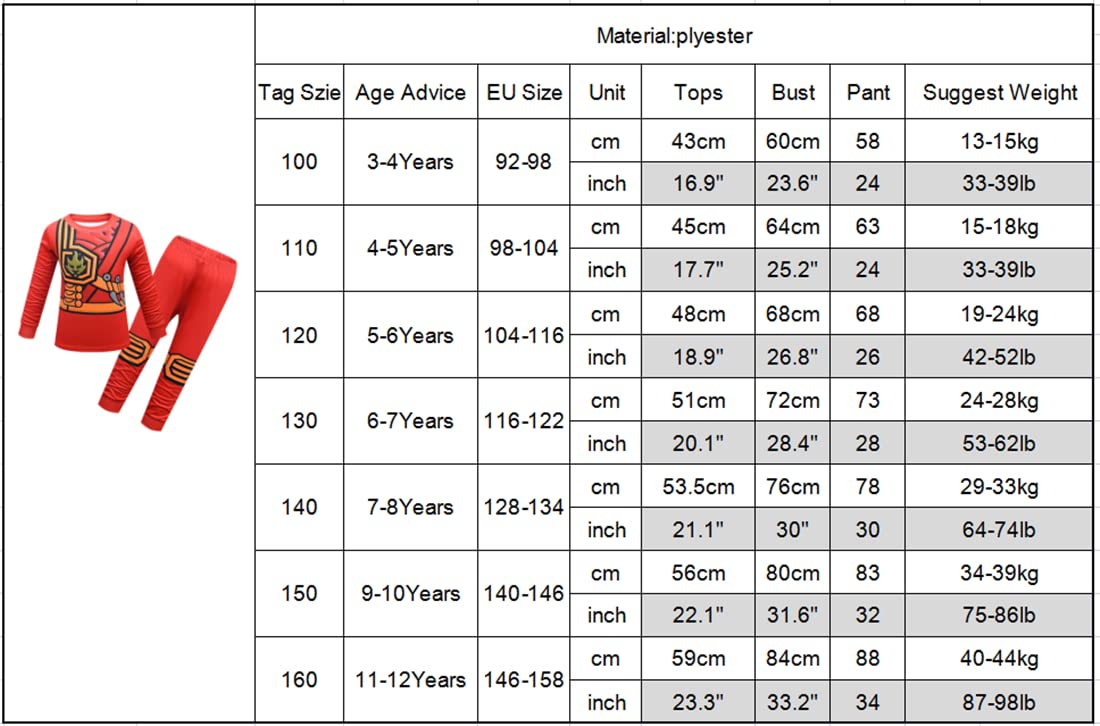 Material:plyester
Tag Szie Age Advice EU Size Unit Tops Bust Pant Suggest Weight
100 3-4Years 92-98 cm 43cm 60cm 58 13-15kg
inch 16.9" 23.6" 24 33-39lb
110 4-5Years 98-104 cm 45cm 64cm 63 15-18kg
inch 17.7" 25.2" 24 33-39lb
120 5-6Years 104-116 cm 48cm 68cm 68 19-24kg
inch 18.9" 26.8" 26 42-52lb
130 6-7Years 116-122 cm 51cm 72cm 73 24-28kg
inch 20.1" 28.4" 28 53-62lb
140 7-8Years 128-134 cm 53.5cm 76cm 78 29-33kg
inch 21.1" 30" 30 64-74lb
150 9-10Years 140-146 cm 56cm 80cm 83 34-39kg
inch 22.1" 31.6" 32 75-86lb
160 11-12Years 146-158 cm 59cm 84cm 88 40-44kg
inch 23.3" 33.2" 34 87-98lb